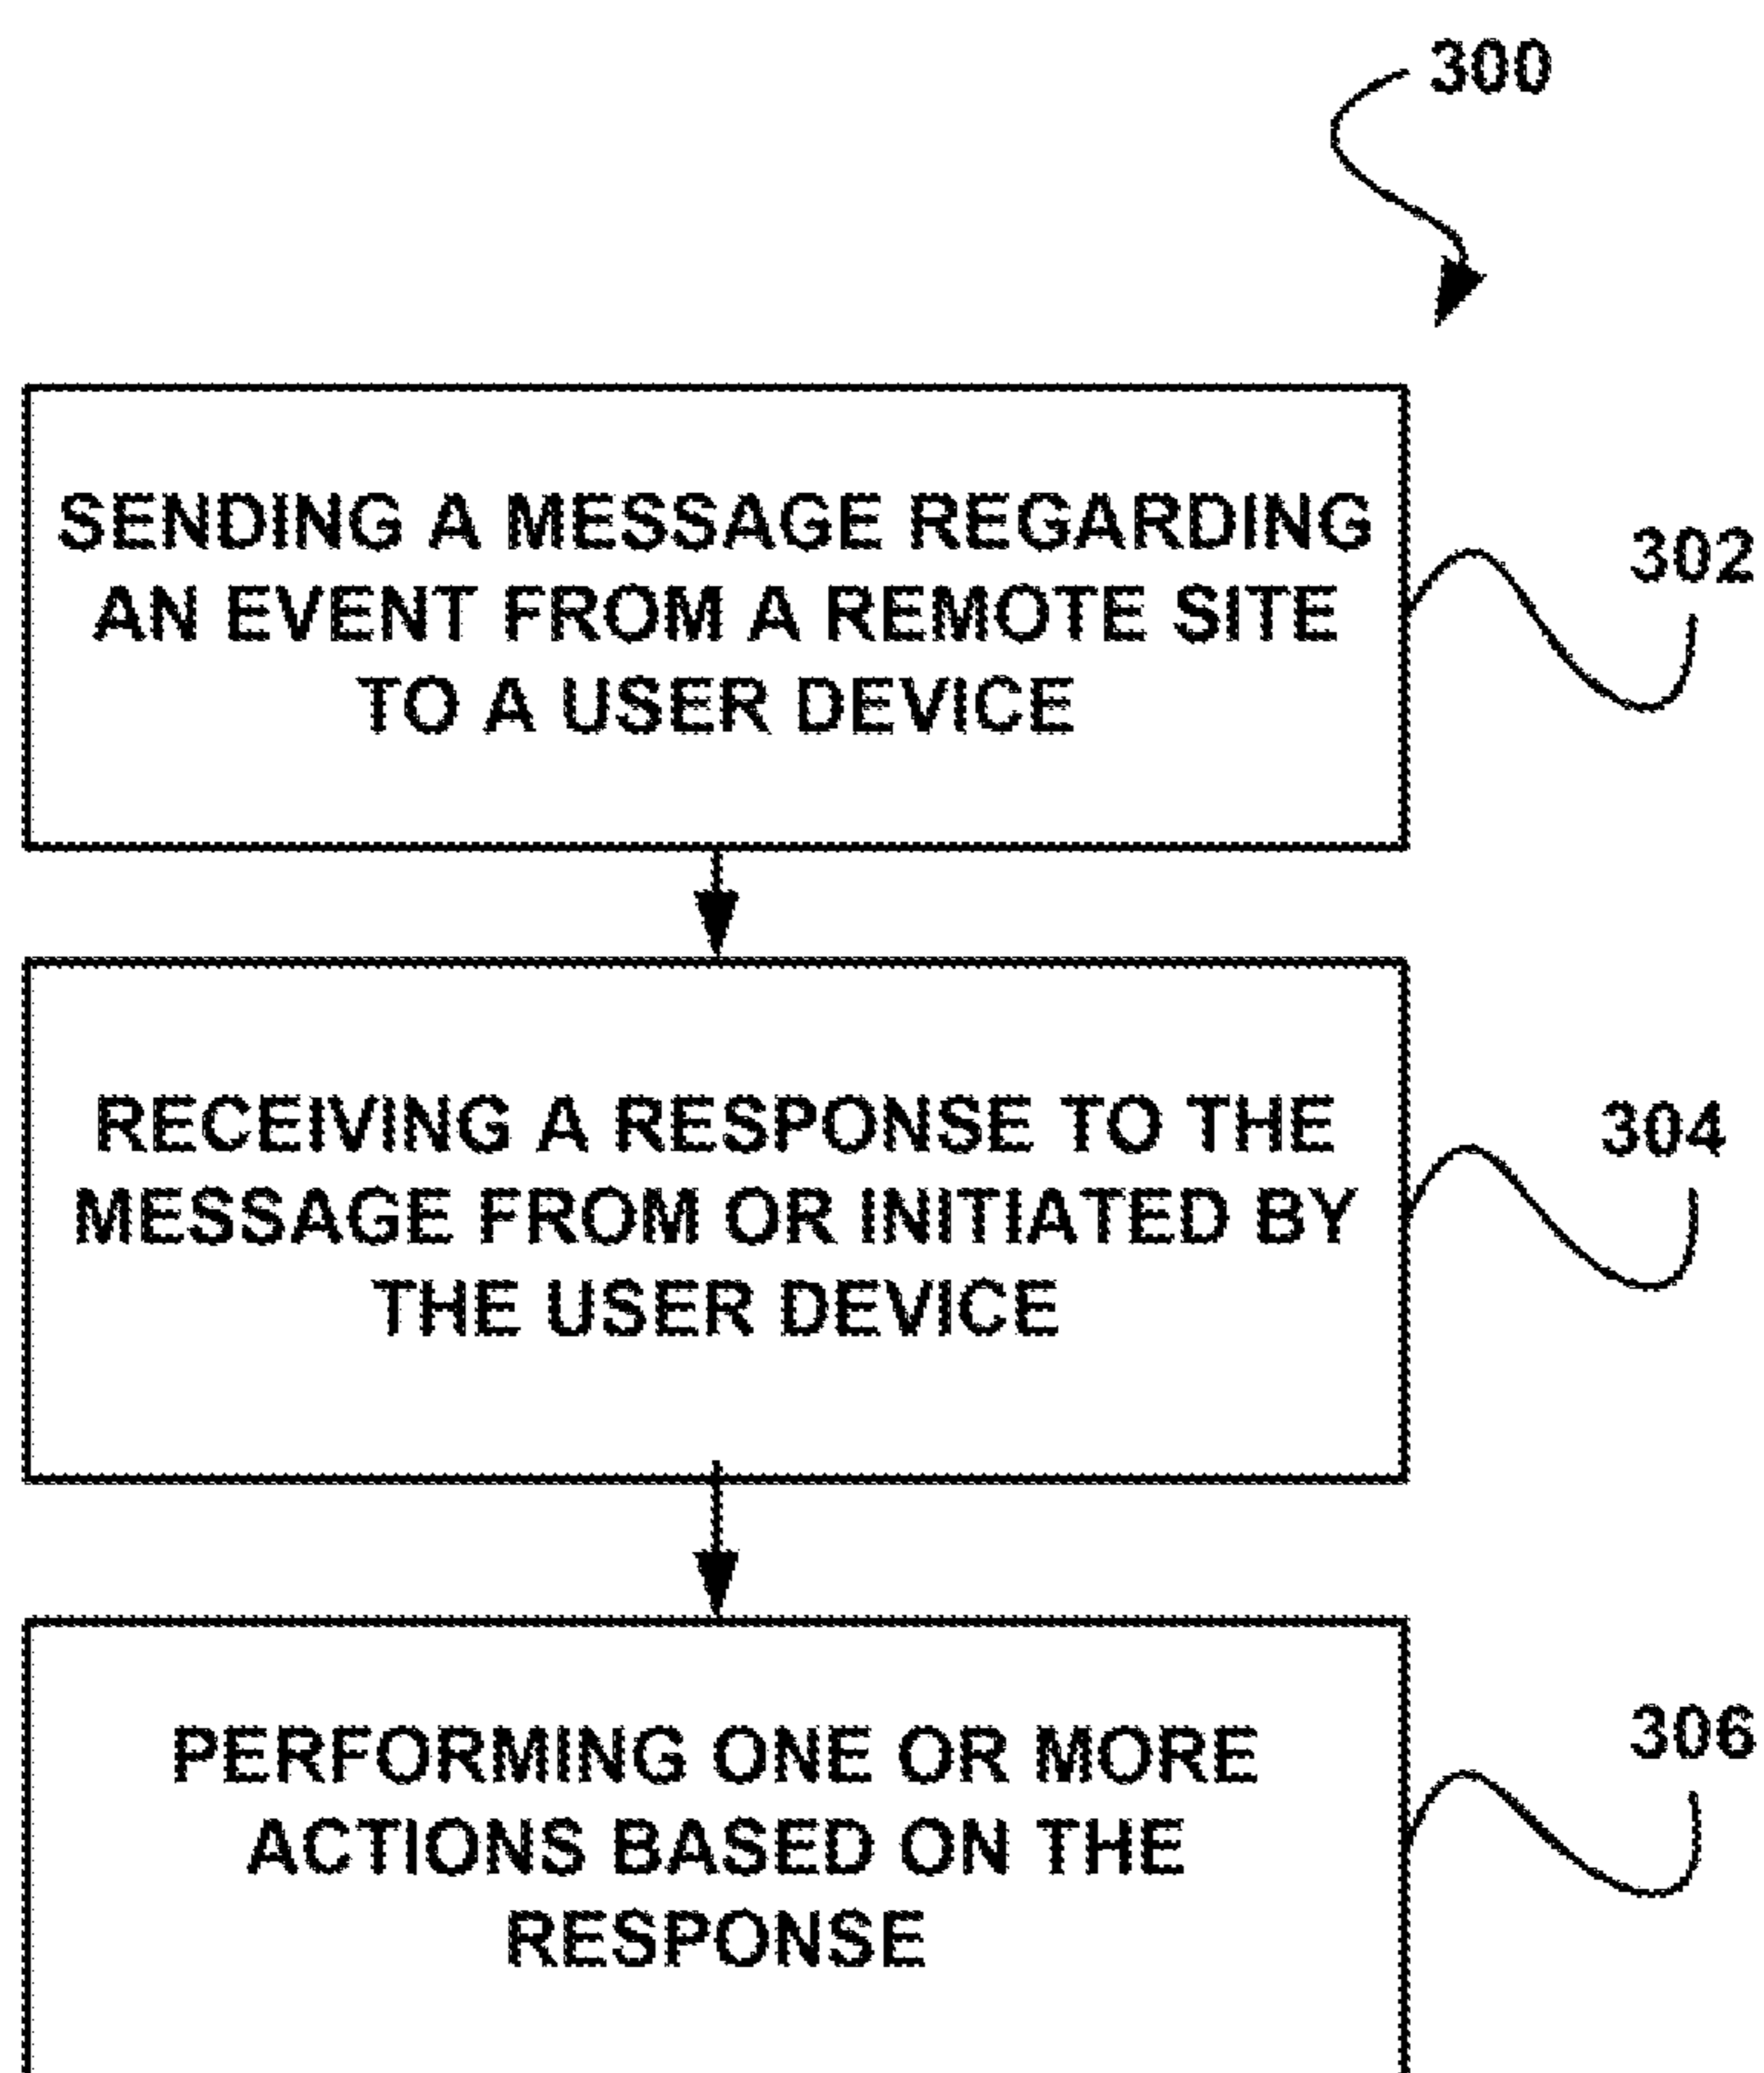 300
SENDING A MESSAGE REGARDING
AN EVENT FROM A REMOTE SITE
TO A USER DEVICE
302
RECEIVING A RESPONSE TO THE
MESSAGE FROM OR INITIATED BY
THE USER DEVICE
304
PERFORMING ONE OR MORE
ACTIONS BASED ON THE
RESPONSE
306